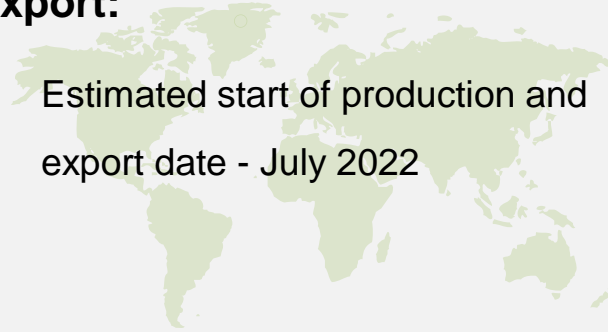 xport:
Estimated start of production and
export date - July 2022